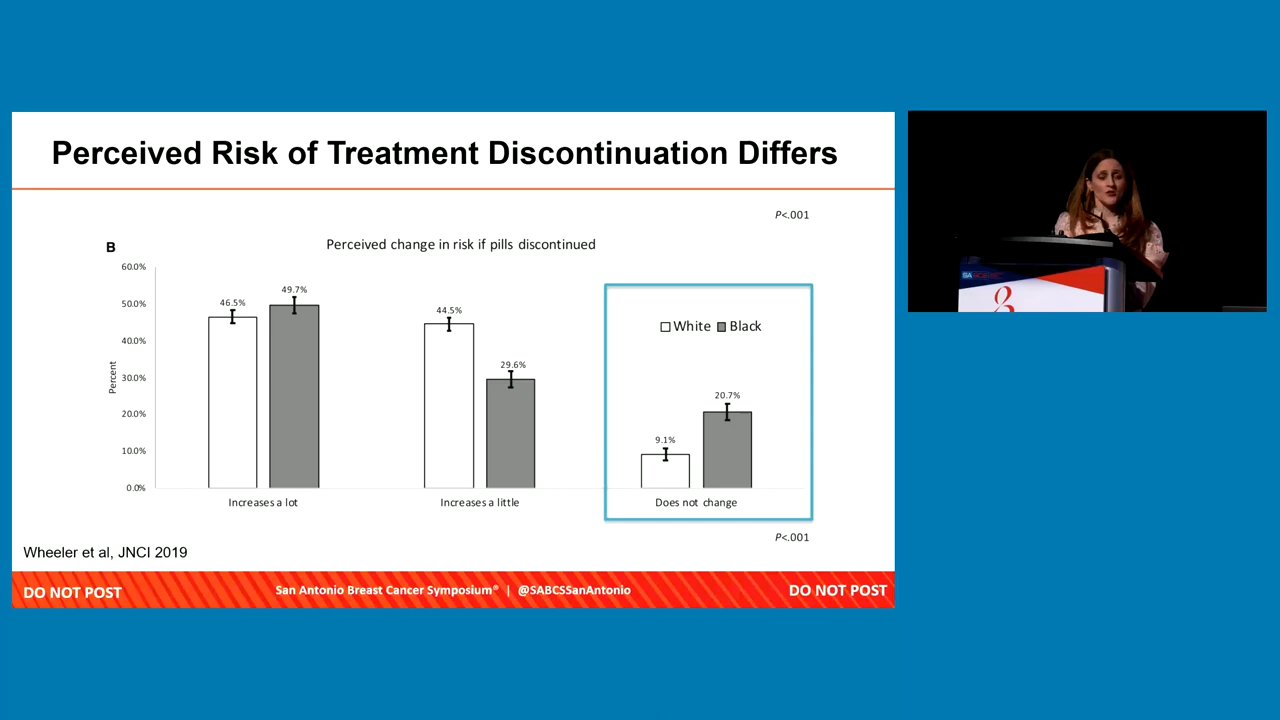 Perceived Risk of Treatment Discontinuation Differs
P<.001
B
Perceived change in risk if pills discontinued
60.0%
50.0%
40.0%
30.0%
20.0%
10.0%
0.0%
Percent
46.5%
49.7%
44.5%
29.6%
9.1%
20.7%
White
Black
Increases a lot
Increases a little
Does not change
P<.001
Wheeler et al, JNCI 2019
DO NOT POST
San Antonio Breast Cancer Symposium® | @SABCSSanAntonio
DO NOT POST